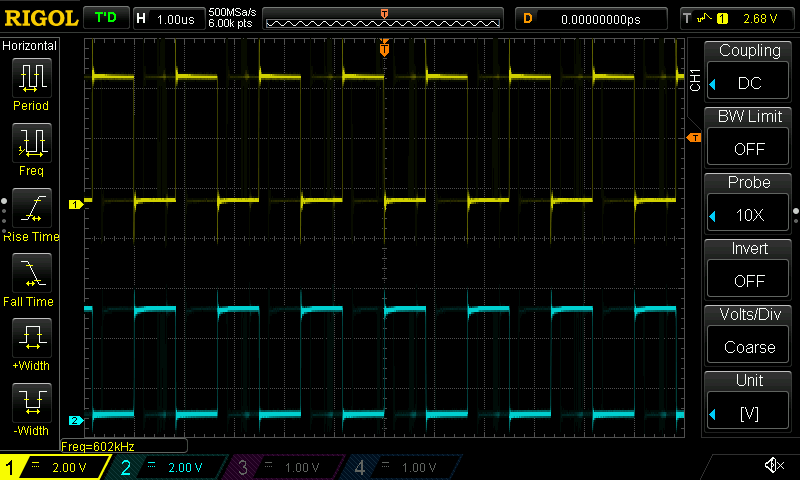 RIGOL T'D H 1.00us 500MSa/s 6.00k pts T D 0.00000000ps T 1 2.68 V
Horizontal
Period
Freq
Rise Time
Fall Time
+Width
-Width
T
T
1
2
Freq=602kHz
CH1
Coupling
DC
BW Limit
OFF
Probe
10X
Invert
OFF
Volts/Div
Coarse
Unit
[V]
1 2.00 V 2 2.00 V 3 1.00 V 4 1.00 V